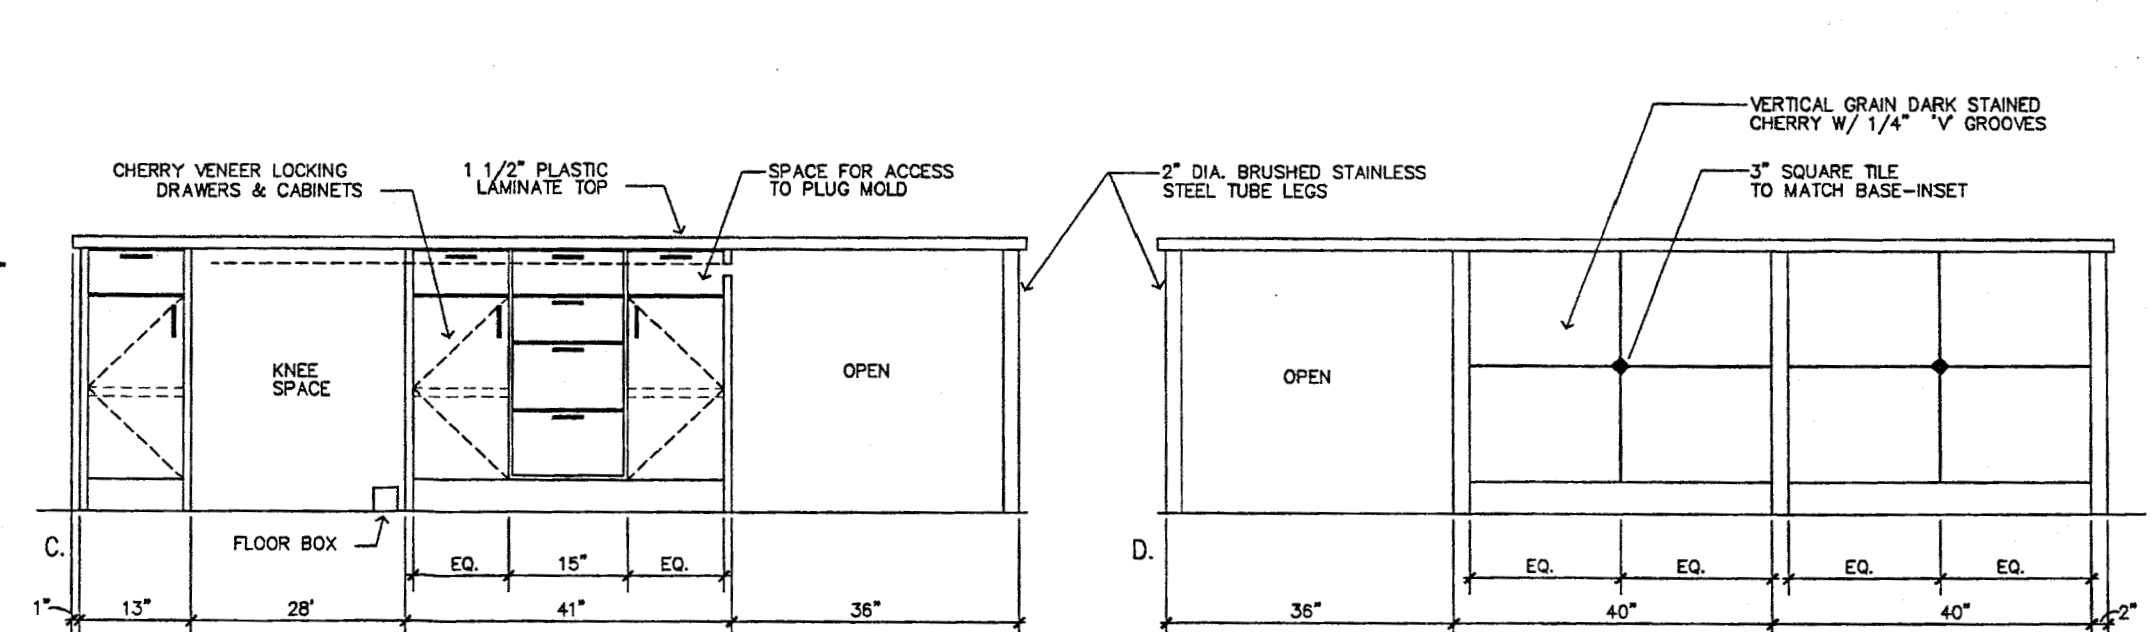 VERTICAL GRAIN DARK STAINED
CHERRY W/ 1/4" 'V' GROOVES
CHERRY VENEER LOCKING
DRAWERS & CABINETS
1 1/2" PLASTIC
LAMINATE TOP
SPACE FOR ACCESS
TO PLUG MOLD
2" DIA. BRUSHED STAINLESS
STEEL TUBE LEGS
3" SQUARE TILE
TO MATCH BASE-INSET
KNEE
SPACE
OPEN
OPEN
C.
FLOOR BOX
D.
EQ.
15"
EQ.
EQ.
EQ.
EQ.
EQ.
1"
13"
28'
41"
36"
36"
40"
40"
2"